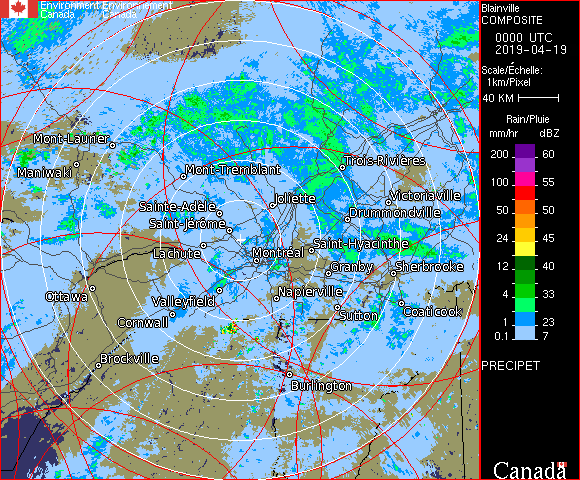 Environment Environnement
Canada Canada
Blainville
COMPOSITE
0000 UTC
2019-04-19
Scale/Échelle:
1km/Pixel
40 KM
Rain/Pluie
mm/hr dBZ
200 60
100 55
50 50
24 45
12 40
8 35
4 33
1 23
0.1 7
PRECIPET
Canada
Mont-Laurier
Maniwaki
Mont-Tremblant
Trois-Rivières
Sainte-Adèle
Joliette
Victoriaville
Saint-Jérôme
Drummondville
Lachute
Montréal
Saint-Hyacinthe
Granby
Sherbrooke
Ottawa
Valleyfield
Napierville
Cornwall
Sutton
Coaticook
Brockville
Burlington